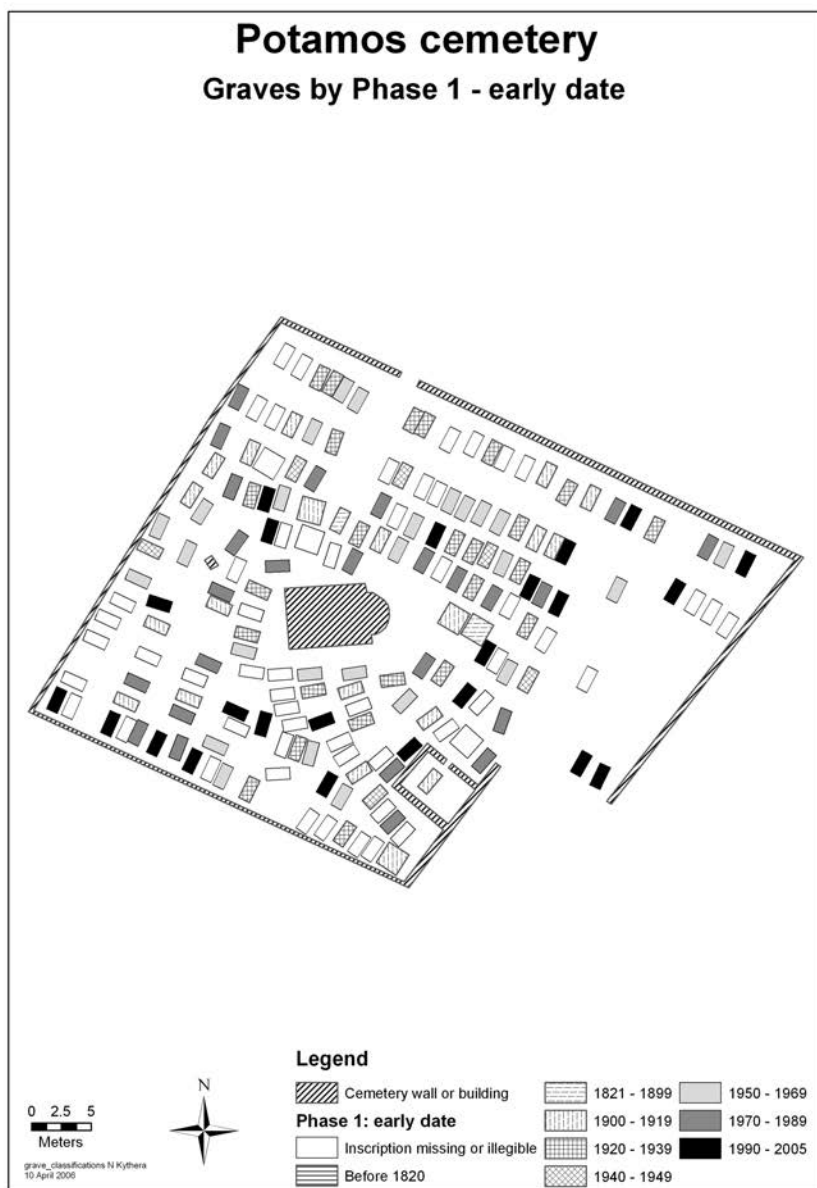 Potamos cemetery
Graves by Phase 1 - early date
Legend
Cemetery wall or building
Phase 1: early date
Inscription missing or illegible
Before 1820
1821 - 1899
1900 - 1919
1920 - 1939
1940 - 1949
1950 - 1969
1970 - 1989
1990 - 2005
N
0 2.5 5
Meters
grave_classifications N Kythera
10 April 2006